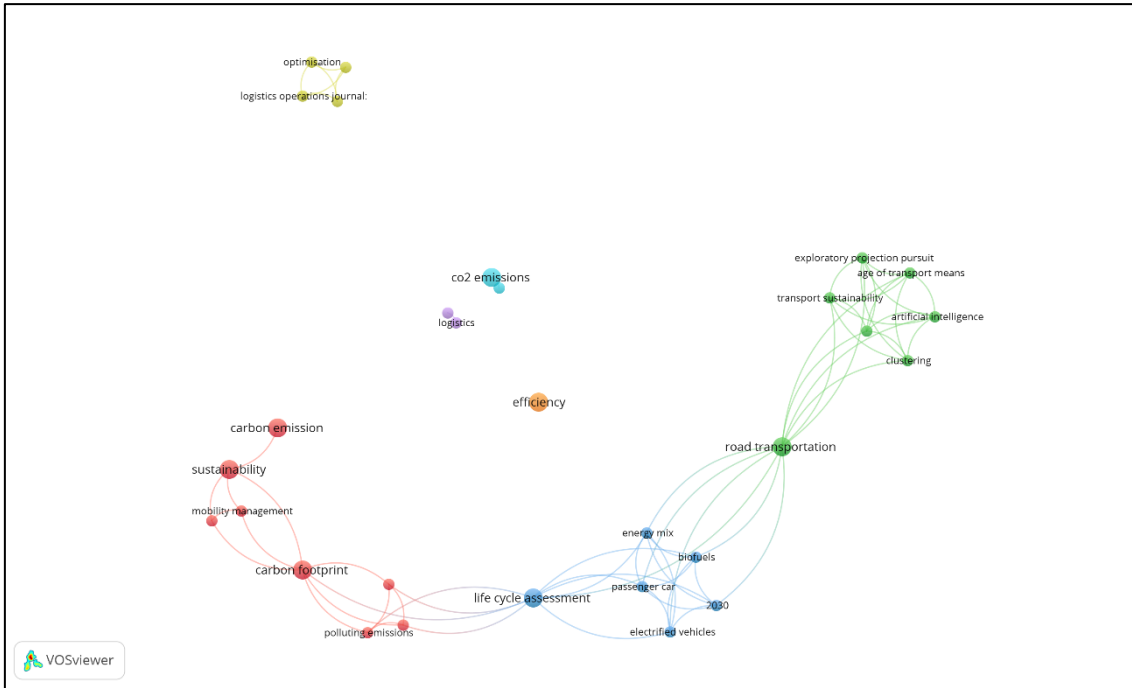 optimisation
logistics operations journal:
co2 emissions
logistics
exploratory projection pursuit
age of transport means
transport sustainability
artificial intelligence
clustering
efficiency
carbon emission
road transportation
sustainability
mobility management
energy mix
biofuels
carbon footprint
passenger car
life cycle assessment
2030
polluting emissions
electrified vehicles
VOSviewer